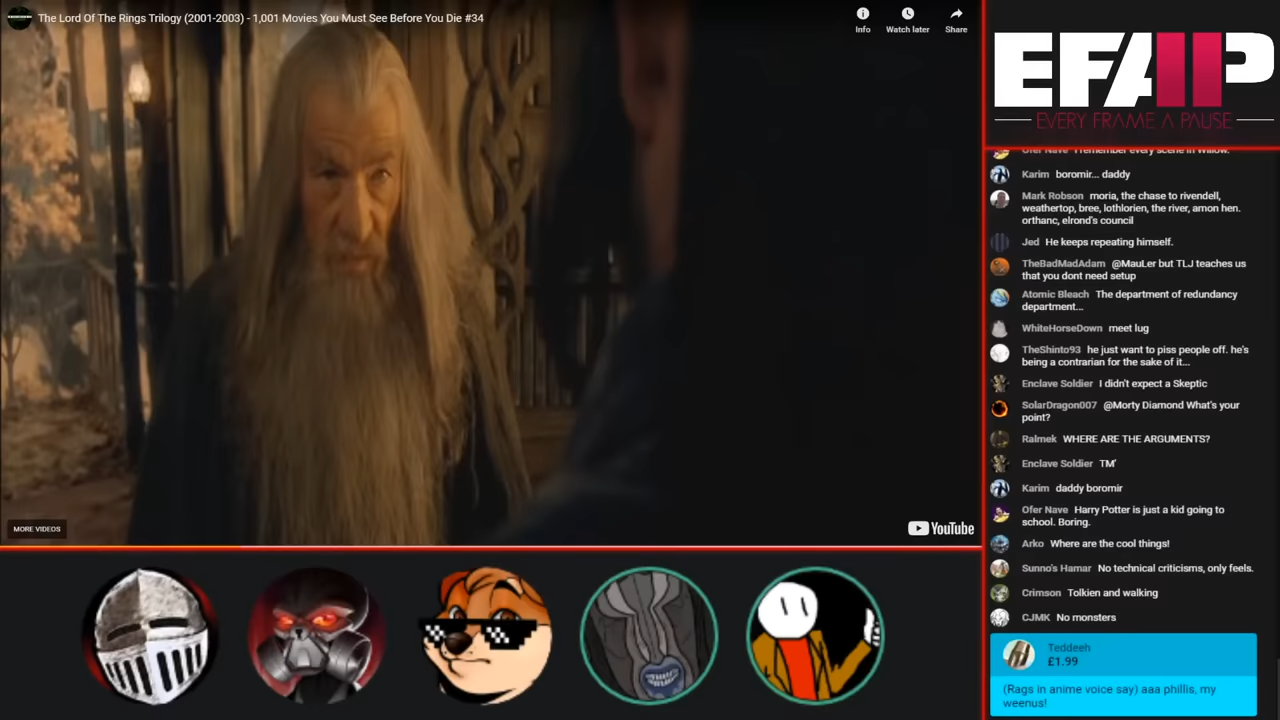 The Lord Of The Rings Trilogy (2001-2003) - 1,001 Movies You Must See Before You Die #34
Info
Watch later
Share
MORE VIDEOS
YouTube
EFAP
EVERY FRAME A PAUSE
Ofer Nave I remember every scene in Willow.
Karim boromir... daddy
Mark Robson moria, the chase to rivendell,
weathertop, bree, lothlorien, the river, amon hen.
orthanc, elrond's council
Jed He keeps repeating himself.
TheBadMadAdam @MauLer but TLJ teaches us
that you dont need setup
Atomic Bleach The department of redundancy
department...
WhiteHorseDown meet lug
TheShinto93 he just want to piss people off. he's
being a contrarian for the sake of it...
Enclave Soldier I didn't expect a Skeptic
SolarDragon007 @Morty Diamond What's your
point?
Ralmek WHERE ARE THE ARGUMENTS?
Enclave Soldier TM'
Karim daddy boromir
Ofer Nave Harry Potter is just a kid going to
school. Boring.
Arko Where are the cool things!
Sunno's Hamar No technical criticisms, only feels.
Crimson Tolkien and walking
CJMK No monsters
Teddeeh
£1.99
(Rags in anime voice say) aaa phillis, my
weenus!